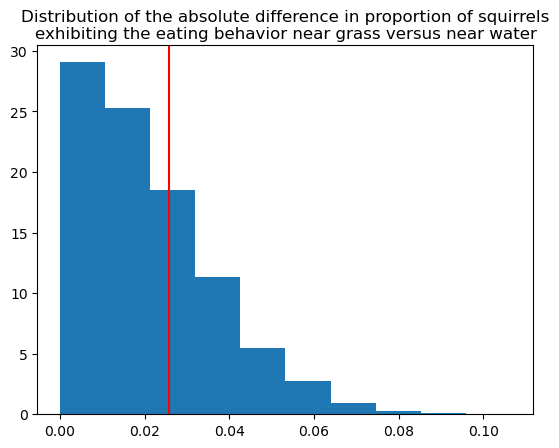 Distribution of the absolute difference in proportion of squirrels
exhibiting the eating behavior near grass versus near water
30
25
20
15
10
5
0
0.00 0.02 0.04 0.06 0.08 0.10